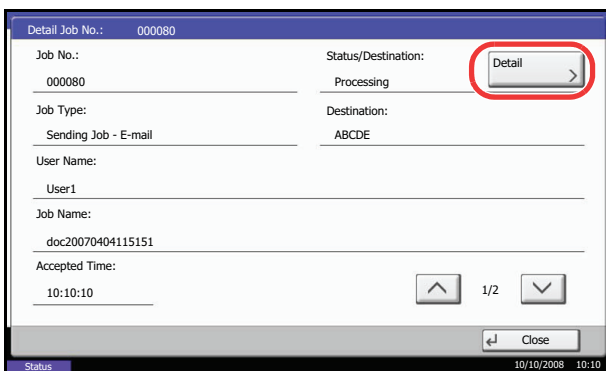 Detail Job No.: 000080
Job No.: Status/Destination: Detail
000080 Processing
Job Type: Destination:
Sending Job - E-mail ABCDE
User Name:
User1
Job Name:
doc20070404115151
Accepted Time:
10:10:10 1/2
Close
Status 10/10/2008 10:10